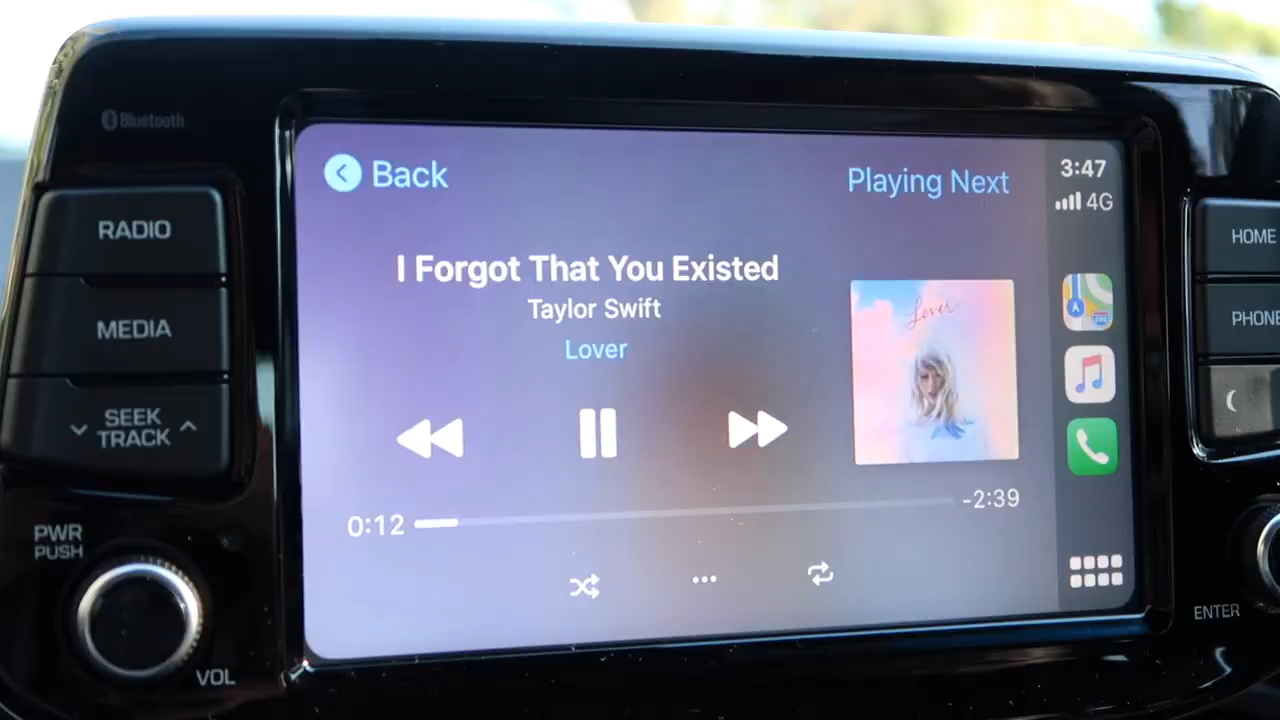 Bluetooth
RADIO
MEDIA
SEEK
TRACK
PWR
PUSH
VOL
Back
Playing Next
3:47
4G
I Forgot That You Existed
Taylor Swift
Lover
Lover
0:12
-2:39
HOME
PHONE
ENTER